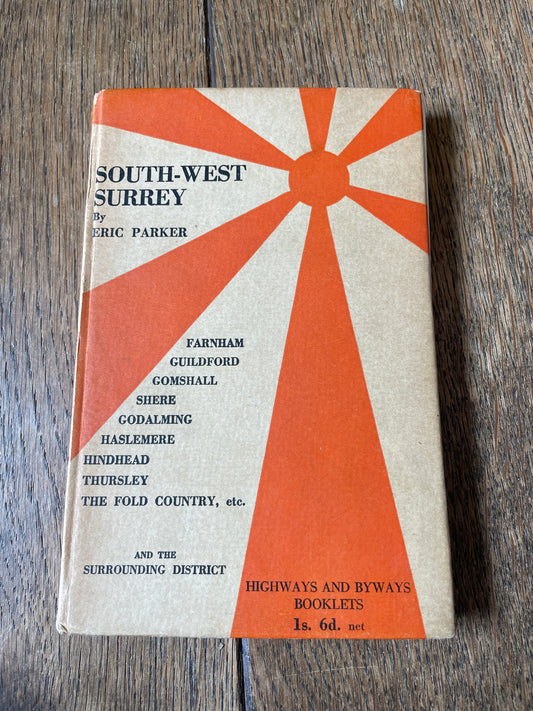 SOUTH-WEST
SURREY
By
ERIC PARKER
FARNHAM
GUILDFORD
GOMSHALL
SHERE
GODALMING
HASLEMERE
HINDHEAD
THURSLEY
THE FOLD COUNTRY, etc.
AND THE
SURROUNDING DISTRICT
HIGHWAYS AND BYWAYS
BOOKLETS
1s. 6d. net